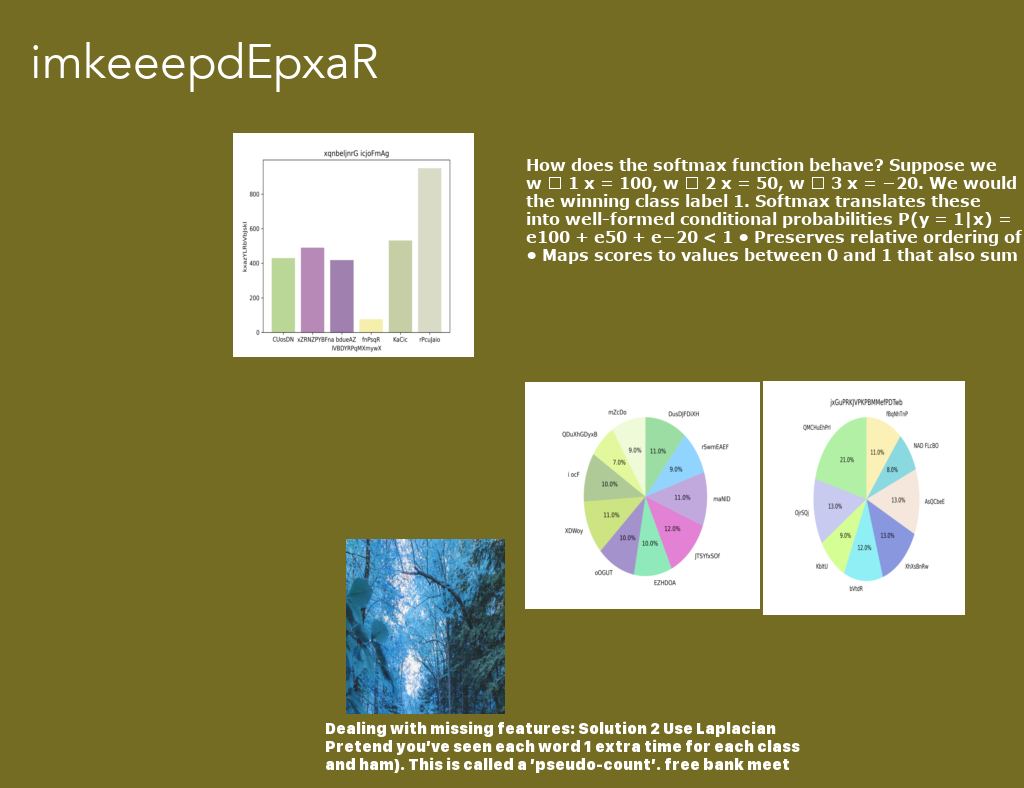 imkeeepdEpxaR
xqnbeljnrG icjoFmAg
800
600
400
200
0
CUosDN xZRNZPYBFna bdueAZ fnPsqR KaCic rPcuJaio
How does the softmax function behave? Suppose we
w □ 1 x = 100, w □ 2 x = 50, w □ 3 x = −20. We would
the winning class label 1. Softmax translates these
into well-formed conditional probabilities P(y = 1|x) =
e100 + e50 + e−20 < 1 • Preserves relative ordering of
• Maps scores to values between 0 and 1 that also sum
mZcDo
DusDJFDiXH
QDuXhGDyxB
rSwmEAEF
i ocF
maNID
XDWoy
JTSYfxSOf
oOGUT
EZHDOA
9.0%
11.0%
7.0%
9.0%
10.0%
11.0%
11.0%
12.0%
10.0%
10.0%
jxGuPRKJVPKPBMMefPDTwb
fBqNhTnP
QMCHuEhPrI
NAD FLcBO
AsQCbeE
OjrSQj
XhXsBnRw
KbItU
bVtdR
11.0%
21.0%
8.0%
13.0%
13.0%
9.0%
13.0%
12.0%
Dealing with missing features: Solution 2 Use Laplacian
Pretend you've seen each word 1 extra time for each class
and ham). This is called a 'pseudo-count'. free bank meet